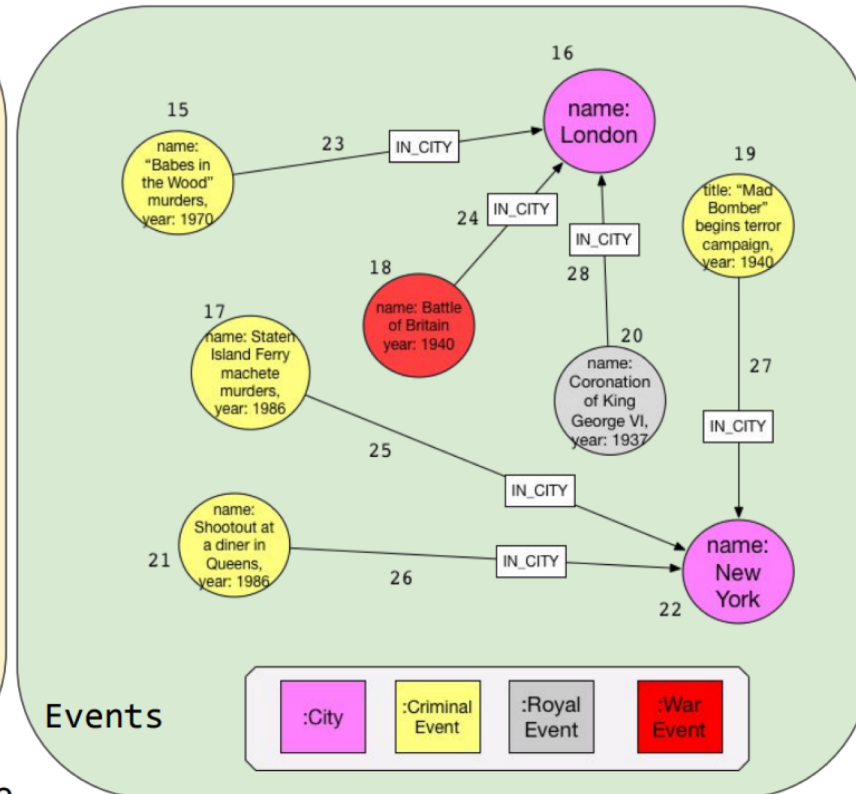 16
name:
London
15
name:
“Babes in
the Wood”
murders,
year: 1970
23
IN_CITY
19
title: “Mad
Bomber”
begins terror
campaign,
year: 1940
24
IN_CITY
IN_CITY
28
18
name: Battle
of Britain
year: 1940
17
name: Staten
Island Ferry
machete
murders,
year: 1986
20
name:
Coronation
of King
George VI,
year: 1937
27
IN_CITY
25
IN_CITY
21
name:
Shootout at
a diner in
Queens,
year: 1986
26
IN_CITY
name:
New
York
22
Events
:City
:Criminal
Event
:Royal
Event
:War
Event